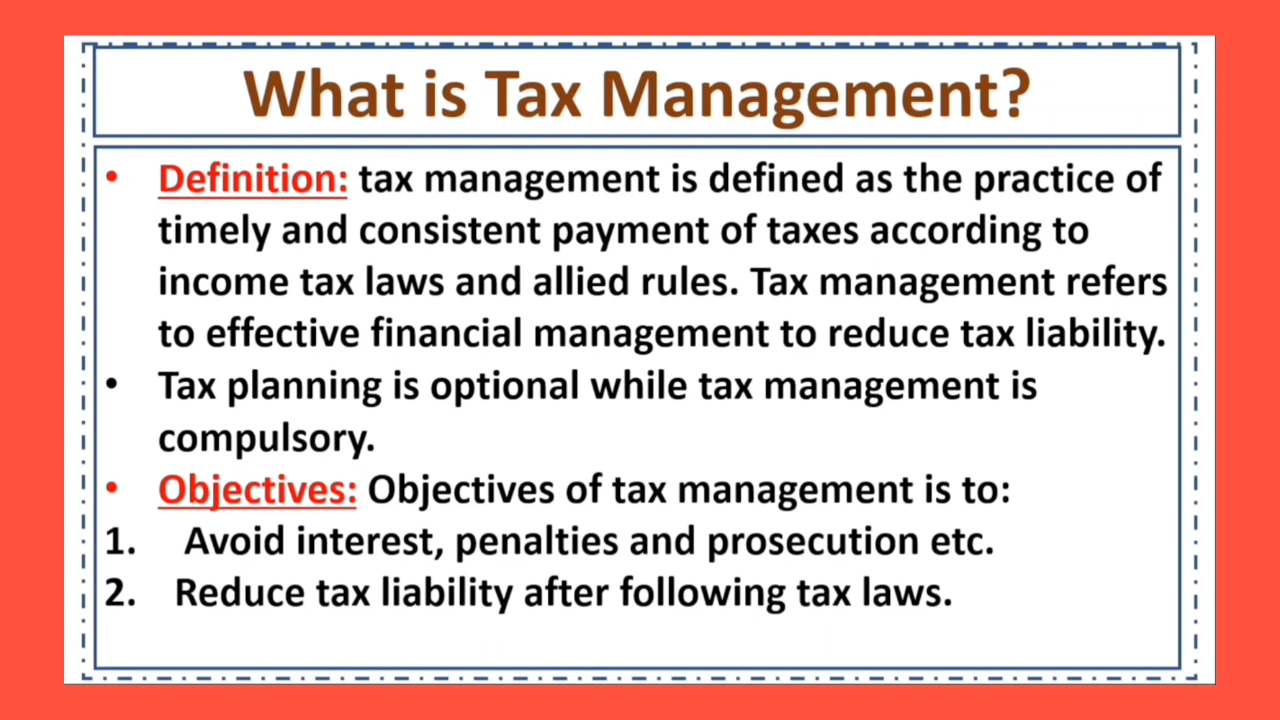 What is Tax Management?
• Definition: tax management is defined as the practice of
timely and consistent payment of taxes according to
income tax laws and allied rules. Tax management refers
to effective financial management to reduce tax liability.
• Tax planning is optional while tax management is
compulsory.
• Objectives: Objectives of tax management is to:
1. Avoid interest, penalties and prosecution etc.
2. Reduce tax liability after following tax laws.